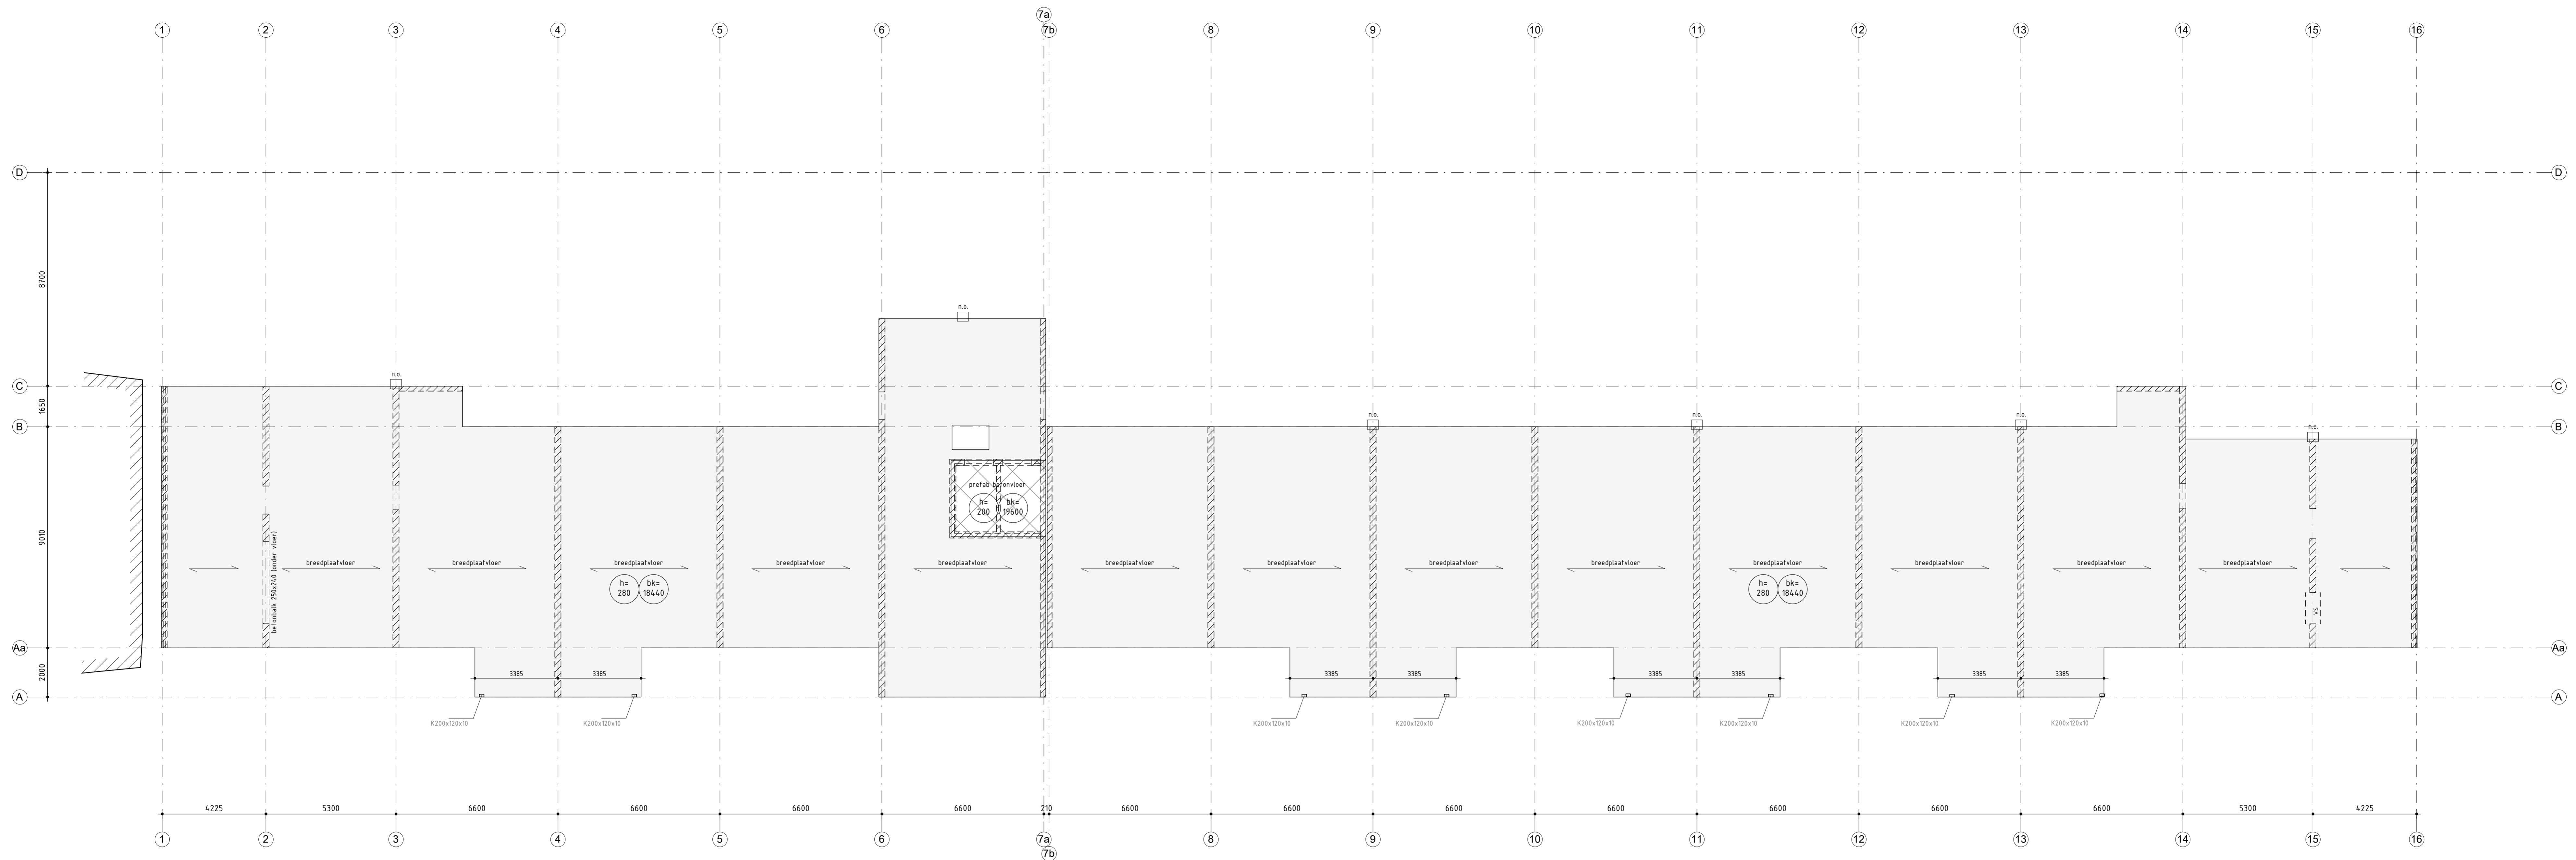 7a
1 2 3 4 5 6 7b 8 9 10 11 12 13 14 15 16
D D
8700
n.o.
n.o.
C C
1650
n.o. n.o. n.o.
n.o.
B B
prefab betonvloer
h= bk=
200 19600
9010
betonbalk 250x240 (onder vloer)
breedplaatvloer breedplaatvloer breedplaatvloer breedplaatvloer breedplaatvloer breedplaatvloer breedplaatvloer breedplaatvloer breedplaatvloer breedplaatvloer breedplaatvloer breedplaatvloer breedplaatvloer
h= bk= h= bk=
280 18440 280 18440
Aa Aa
2000
3385 3385 3385 3385 3385 3385 3385 3385
A A
K200x120x10 K200x120x10 K200x120x10 K200x120x10 K200x120x10 K200x120x10 K200x120x10 K200x120x10
4225 5300 6600 6600 6600 6600 210 6600 6600 6600 6600 6600 6600 6600 5300 4225
1 2 3 4 5 6 7a 8 9 10 11 12 13 14 15 16
7b